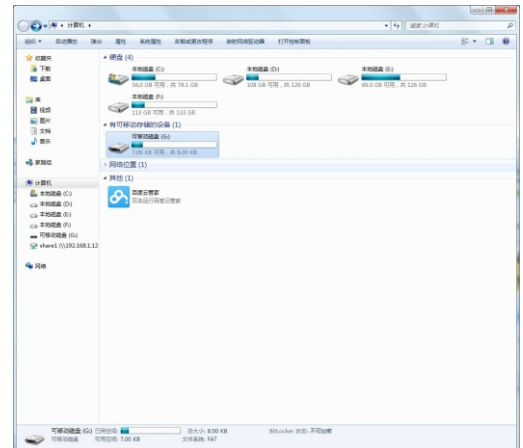 计算机
搜索 计算机
组织
自动播放
弹出
属性
系统属性
卸载或更改程序
映射网络驱动器
打开控制面板
收藏夹
下载
桌面
库
视频
图片
文档
音乐
家庭组
计算机
本地磁盘 (C:)
本地磁盘 (D:)
本地磁盘 (E:)
本地磁盘 (F:)
可移动磁盘 (G:)
share1 (\\192.168.1.12
网络
硬盘 (4)
本地磁盘 (C:)
56.0 GB 可用，共 78.1 GB
本地磁盘 (D:)
108 GB 可用，共 126 GB
本地磁盘 (E:)
69.0 GB 可用，共 126 GB
本地磁盘 (F:)
113 GB 可用，共 133 GB
有可移动存储的设备 (1)
可移动磁盘 (G:)
7.00 KB 可用，共 8.00 KB
网络位置 (1)
其他 (1)
百度云管家
双击运行百度云管家
可移动磁盘 (G:) 已用空间: 总大小: 8.00 KB BitLocker 状态: 不可加密
可移动磁盘 可用空间: 7.00 KB 文件系统: FAT